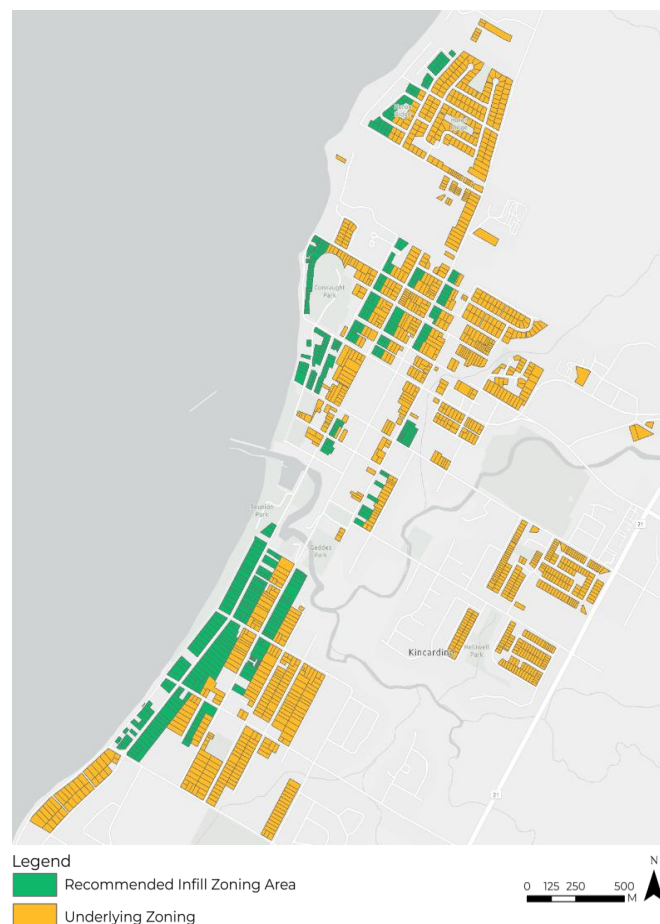 Connaught
Park
21
Reunion
Park
Geddes
Park
Kincardine
Helliwell
Park
21
Legend
Recommended Infill Zoning Area
Underlying Zoning
N
0 125 250 500
M